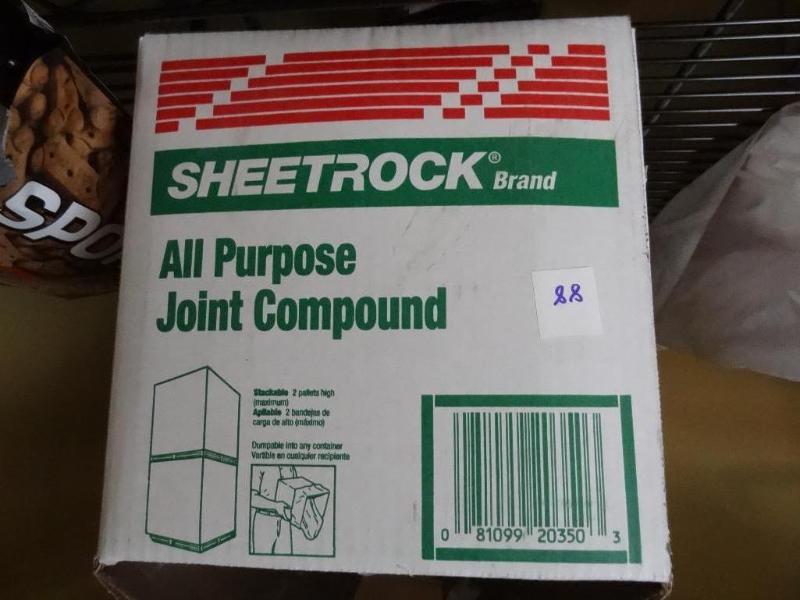 SHEETROCK® Brand
All Purpose
Joint Compound
88
Stackable 2 pallets high
(maximum)
Apilable 2 bandejas de
carga de alto (máximo)
Dumpable into any container
Vertible en cualquier recipiente
0 81099 20350 3
SPO